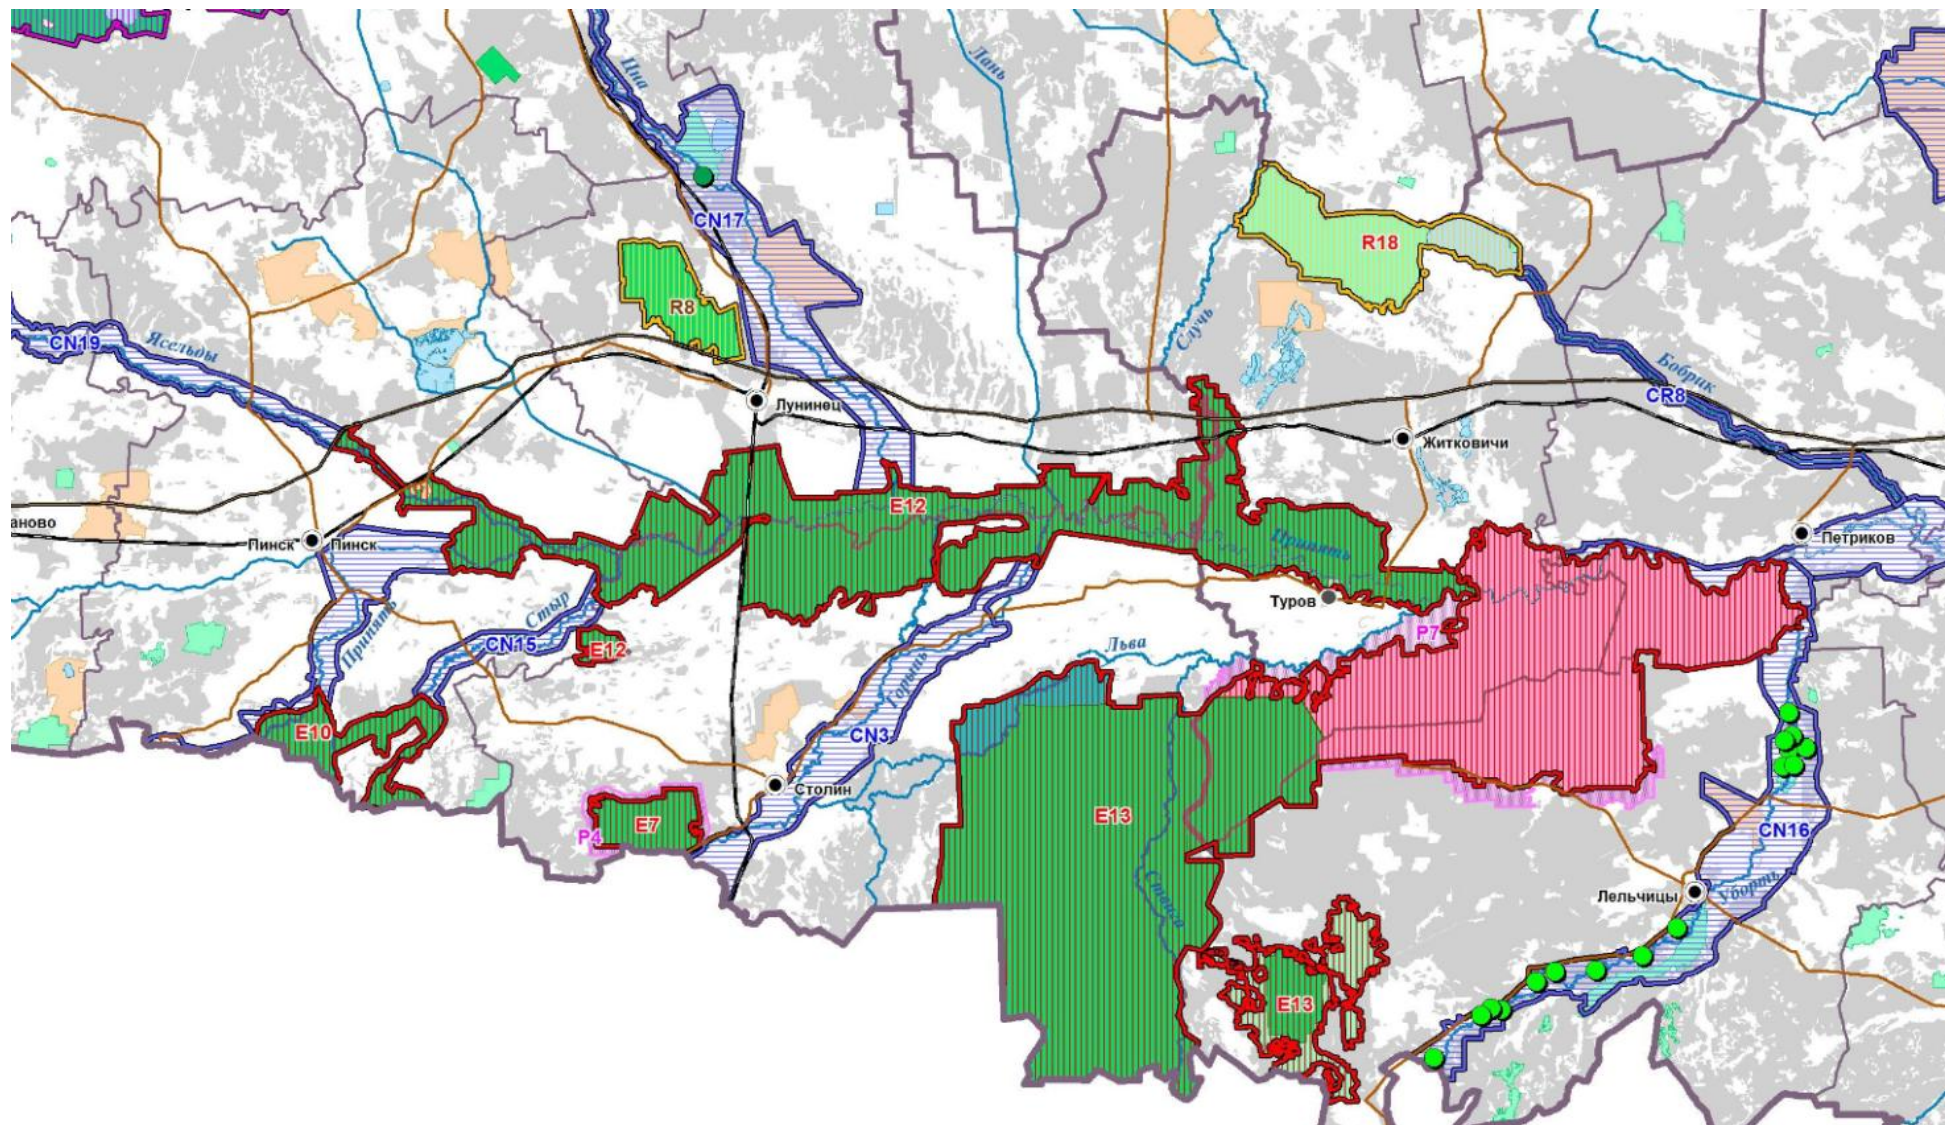 Цна
Лань
CN17
R18
R8
CN19
Ясельды
Случь
Бобрик
CR8
Лунинец
Житковичи
E12
аново
Пинск
Пинск
Припять
Петриков
Туров
Стыр
CN15
E12
Припять
P7
Льва
Горынь
E10
CN3
Столин
E7
P4
E13
CN16
Ствига
Лельчицы
Уборть
E13